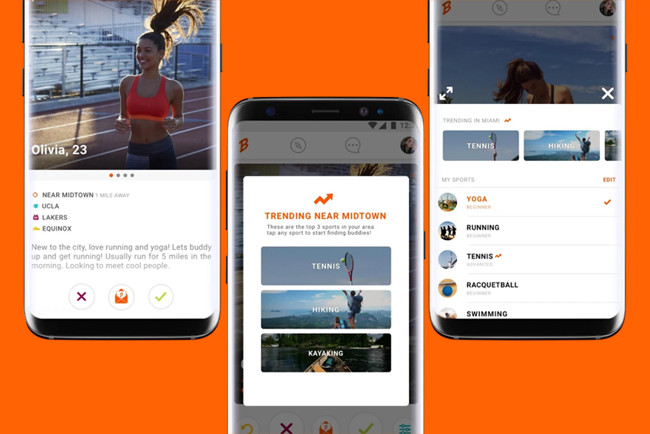 Olivia, 23
NEAR MIDTOWN 1 MILE AWAY
UCLA
LAKERS
EQUINOX
New to the city, love running and yoga! Lets buddy
up and get running! Usually run for 5 miles in the
morning. Looking to meet cool people.
B
12:
TRENDING NEAR MIDTOWN
These are the top 3 sports in your area
tap any sport to start finding buddies!
TENNIS
HIKING
KAYAKING
B
TRENDING IN MIAMI
TENNIS
HIKING
MY SPORTS
EDIT
YOGA
BEGINNER
RUNNING
BEGINNER
TENNIS
ADVANCED
RACQUETBALL
BEGINNER
SWIMMING